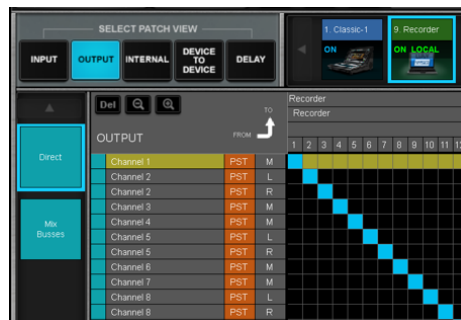 SELECT PATCH VIEW
INPUT
OUTPUT
INTERNAL
DEVICE
TO
DEVICE
DELAY
1. Classic-1
ON
9. Recorder
ON LOCAL
Del
TO
FROM
OUTPUT
Recorder
Recorder
1 2 3 4 5 6 7 8 9 10 11
Direct
Mix
Busses
Channel 1 PST M
Channel 2 PST L
Channel 2 PST R
Channel 3 PST M
Channel 4 PST M
Channel 5 PST L
Channel 5 PST R
Channel 6 PST M
Channel 7 PST M
Channel 8 PST L
Channel 8 PST R